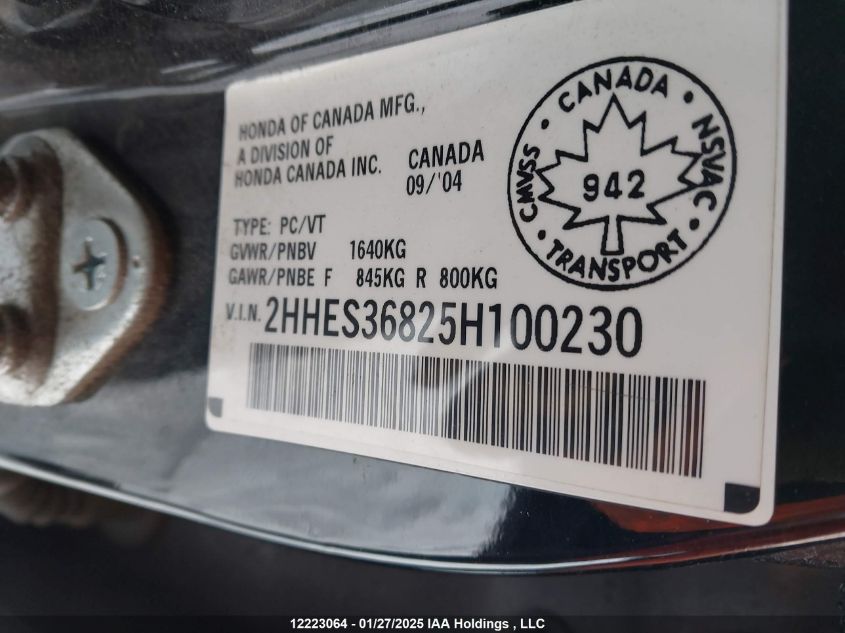 HONDA OF CANADA MFG.,
A DIVISION OF
HONDA CANADA INC.
CANADA
09/'04
TYPE: PC/VT
GVWR/PNBV 1640KG
GAWR/PNBE F 845KG R 800KG
V.I.N. 2HHES36825H100230
CANADA • NSVAC • TRANSPORT • CMVSS •
942
12223064 - 01/27/2025 IAA Holdings , LLC